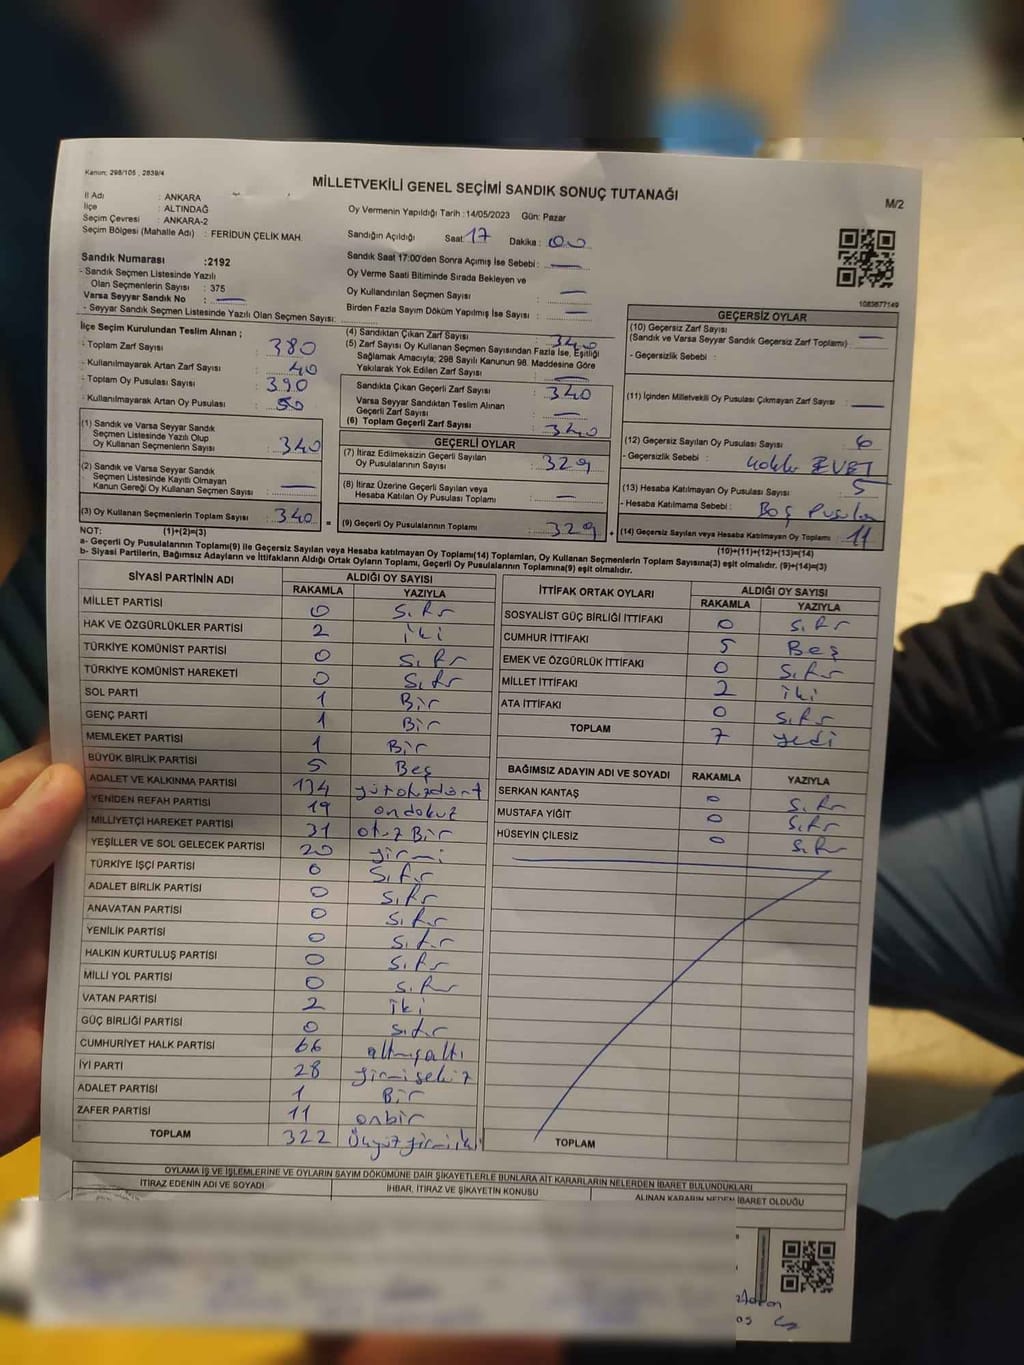 Kanun: 298/105 , 2839/4
MİLLETVEKİLİ GENEL SEÇİMİ SANDIK SONUÇ TUTANAĞI
M/2
İl Adı : ANKARA
İlçe : ALTINDAĞ
Seçim Çevresi : ANKARA-2
Seçim Bölgesi (Mahalle Adı) : FERİDUN ÇELİK MAH.
Oy Vermenin Yapıldığı Tarih : 14/05/2023 Gün: Pazar
Sandığın Açıldığı Saat: 17 Dakika : 00
Sandık Saat 17:00'den Sonra Açımış İse Sebebi : —
Oy Verme Saati Bitiminde Sırada Bekleyen ve
Oy Kullandırılan Seçmen Sayısı : —
Birden Fazla Sayım Döküm Yapılmış İse Sayısı : —
1083877149
Sandık Numarası : 2192
- Sandık Seçmen Listesinde Yazılı
Olan Seçmenlerin Sayısı : 375
Varsa Seyyar Sandık No : —
- Seyyar Sandık Seçmen Listesinde Yazılı Olan Seçmen Sayısı:
İlçe Seçim Kurulundan Teslim Alınan ;
- Toplam Zarf Sayısı : 380
- Kullanılmayarak Artan Zarf Sayısı : 40
- Toplam Oy Pusulası Sayısı : 390
- Kullanılmayarak Artan Oy Pusulası : 50
(1) Sandık ve Varsa Seyyar Sandık
Seçmen Listesinde Yazılı Olup
Oy Kullanan Seçmenlerin Sayısı : 340
(2) Sandık ve Varsa Seyyar Sandık
Seçmen Listesinde Kayıtlı Olmayan
Kanun Gereği Oy Kullanan Seçmen Sayısı : —
(3) Oy Kullanan Seçmenlerin Toplam Sayısı : 340
(1)+(2)=(3)
(4) Sandıktan Çıkan Zarf Sayısı : 340
(5) Zarf Sayısı Oy Kullanan Seçmen Sayısından Fazla İse, Eşitliği
Sağlamak Amacıyla; 298 Sayılı Kanunun 98. Maddesine Göre
Yakılarak Yok Edilen Zarf Sayısı : —
Sandıkta Çıkan Geçerli Zarf Sayısı : 340
Varsa Seyyar Sandıktan Teslim Alınan
Geçerli Zarf Sayısı : —
(6) Toplam Geçerli Zarf Sayısı : 340
GEÇERLİ OYLAR
(7) İtiraz Edilmeksizin Geçerli Sayılan
Oy Pusulalarının Sayısı : 329
(8) İtiraz Üzerine Geçerli Sayılan veya
Hesaba Katılan Oy Pusulası Toplamı : —
= (9) Geçerli Oy Pusulalarının Toplamı : 329
GEÇERSİZ OYLAR
(10) Geçersiz Zarf Sayısı
(Sandık ve Varsa Seyyar Sandık Geçersiz Zarf Toplamı) : —
- Geçersizlik Sebebi :
(11) İçinden Milletvekili Oy Pusulası Çıkmayan Zarf Sayısı : —
(12) Geçersiz Sayılan Oy Pusulası Sayısı : 6
- Geçersizlik Sebebi : EVET
(13) Hesaba Katılmayan Oy Pusulası Sayısı : 5
- Hesaba Katılmama Sebebi : Boş Pusula
+ (14) Geçersiz Sayılan veya Hesaba Katılmayan Oy Toplamı : 11
(10)+(11)+(12)+(13)=(14)
NOT:
a- Geçerli Oy Pusulalarının Toplamı(9) ile Geçersiz Sayılan veya Hesaba katılmayan Oy Toplamı(14) Toplamları, Oy Kullanan Seçmenlerin Toplam Sayısına(3) eşit olmalıdır. (9)+(14)=(3)
b- Siyasi Partilerin, Bağımsız Adayların ve İttifakların Aldığı Ortak Oyların Toplamı, Geçerli Oy Pusulalarının Toplamına(9) eşit olmalıdır.
SİYASİ PARTİNİN ADI ALDIĞI OY SAYISI
RAKAMLA YAZIYLA
MİLLET PARTİSİ 0 Sıfır
HAK VE ÖZGÜRLÜKLER PARTİSİ 2 iki
TÜRKİYE KOMÜNİST PARTİSİ 0 Sıfır
TÜRKİYE KOMÜNİST HAREKETİ 0 Sıfır
SOL PARTİ 1 Bir
GENÇ PARTİ 1 Bir
MEMLEKET PARTİSİ 1 Bir
BÜYÜK BİRLİK PARTİSİ 5 Beş
ADALET VE KALKINMA PARTİSİ 134 yüzotuzdört
YENİDEN REFAH PARTİSİ 19 ondokuz
MİLLİYETÇİ HAREKET PARTİSİ 31 otuz Bir
YEŞİLLER VE SOL GELECEK PARTİSİ 20 yirmi
TÜRKİYE İŞÇİ PARTİSİ 0 Sıfır
ADALET BİRLİK PARTİSİ 0 Sıfır
ANAVATAN PARTİSİ 0 Sıfır
YENİLİK PARTİSİ 0 Sıfır
HALKIN KURTULUŞ PARTİSİ 0 Sıfır
MİLLİ YOL PARTİSİ 0 Sıfır
VATAN PARTİSİ 2 iki
GÜÇ BİRLİĞİ PARTİSİ 0 Sıfır
CUMHURİYET HALK PARTİSİ 66 altmışaltı
İYİ PARTİ 28 yirmisekiz
ADALET PARTİSİ 1 Bir
ZAFER PARTİSİ 11 onbir
TOPLAM 322 Üçyüzyirmiiki
İTTİFAK ORTAK OYLARI ALDIĞI OY SAYISI
RAKAMLA YAZIYLA
SOSYALİST GÜÇ BİRLİĞİ İTTİFAKI 0 Sıfır
CUMHUR İTTİFAKI 5 Beş
EMEK VE ÖZGÜRLÜK İTTİFAKI 0 Sıfır
MİLLET İTTİFAKI 2 iki
ATA İTTİFAKI 0 Sıfır
TOPLAM 7 yedi
BAĞIMSIZ ADAYIN ADI VE SOYADI RAKAMLA YAZIYLA
SERKAN KANTAŞ 0 Sıfır
MUSTAFA YİĞİT 0 Sıfır
HÜSEYİN ÇİLESİZ 0 Sıfır
TOPLAM
OYLAMA İŞ VE İŞLEMLERİNE VE OYLARIN SAYIM DÖKÜMÜNE DAİR ŞİKAYETLERLE BUNLARA AİT KARARLARIN NELERDEN İBARET BULUNDUKLARI
İTİRAZ EDENİN ADI VE SOYADI İHBAR, İTİRAZ VE ŞİKAYETİN KONUSU ALINAN KARARIN NEDEN İBARET OLDUĞU